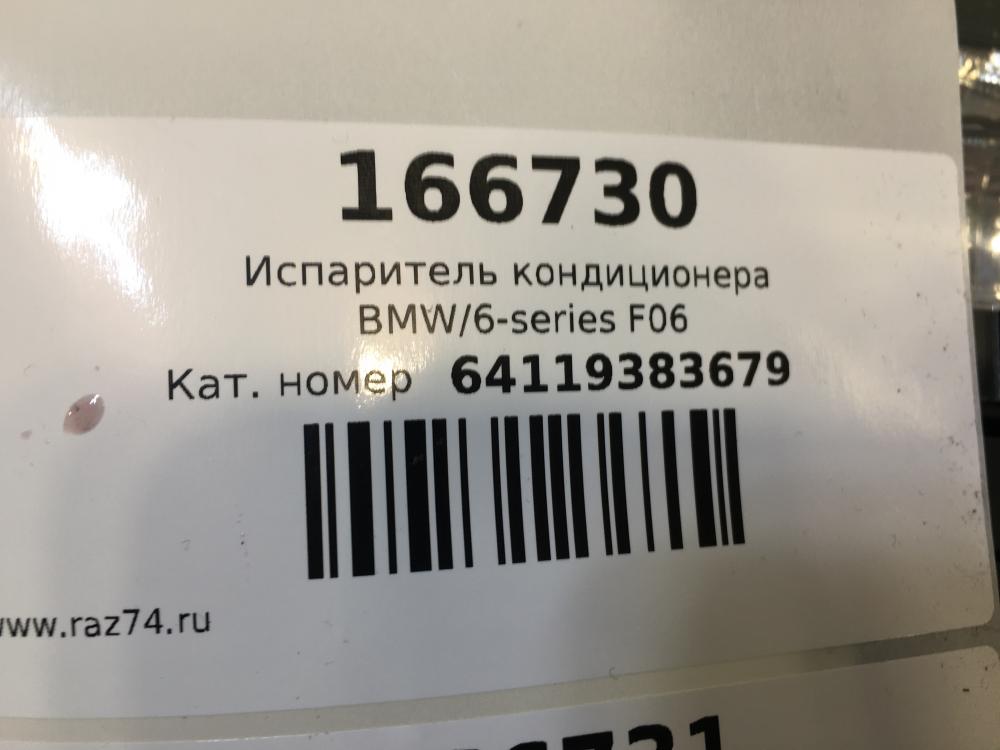 166730
Испаритель кондиционера
BMW/6-series F06
Кат. номер 64119383679
www.raz74.ru